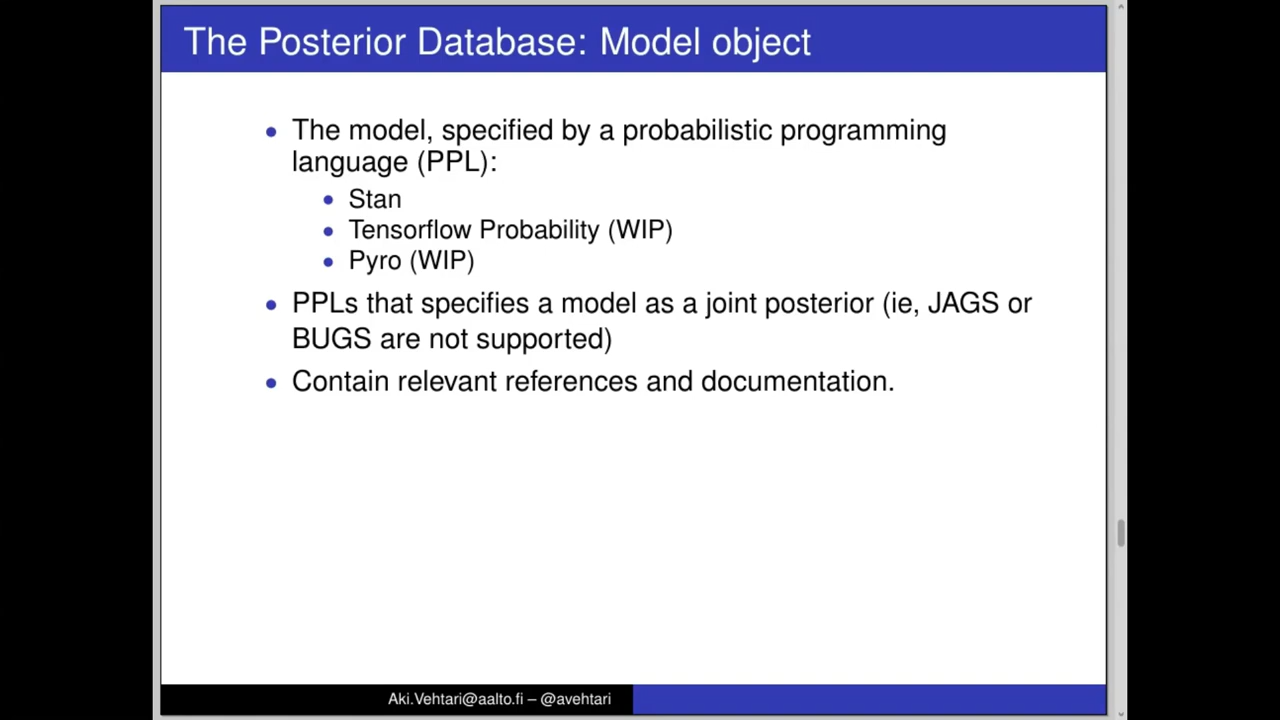 The Posterior Database: Model object
• The model, specified by a probabilistic programming
language (PPL):
• Stan
• Tensorflow Probability (WIP)
• Pyro (WIP)
• PPLs that specifies a model as a joint posterior (ie, JAGS or
BUGS are not supported)
• Contain relevant references and documentation.
Aki.Vehtari@aalto.fi – @avehtari